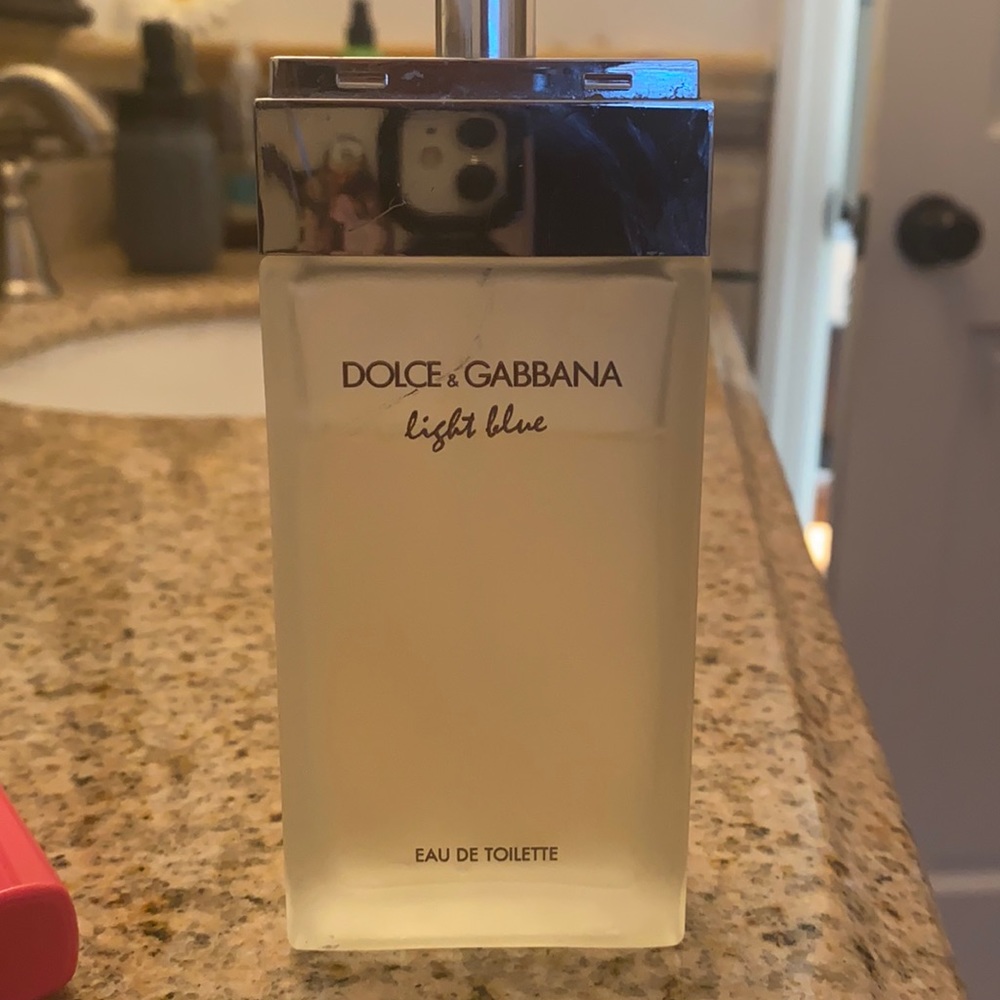 DOLCE & GABBANA
light blue
EAU DE TOILETTE